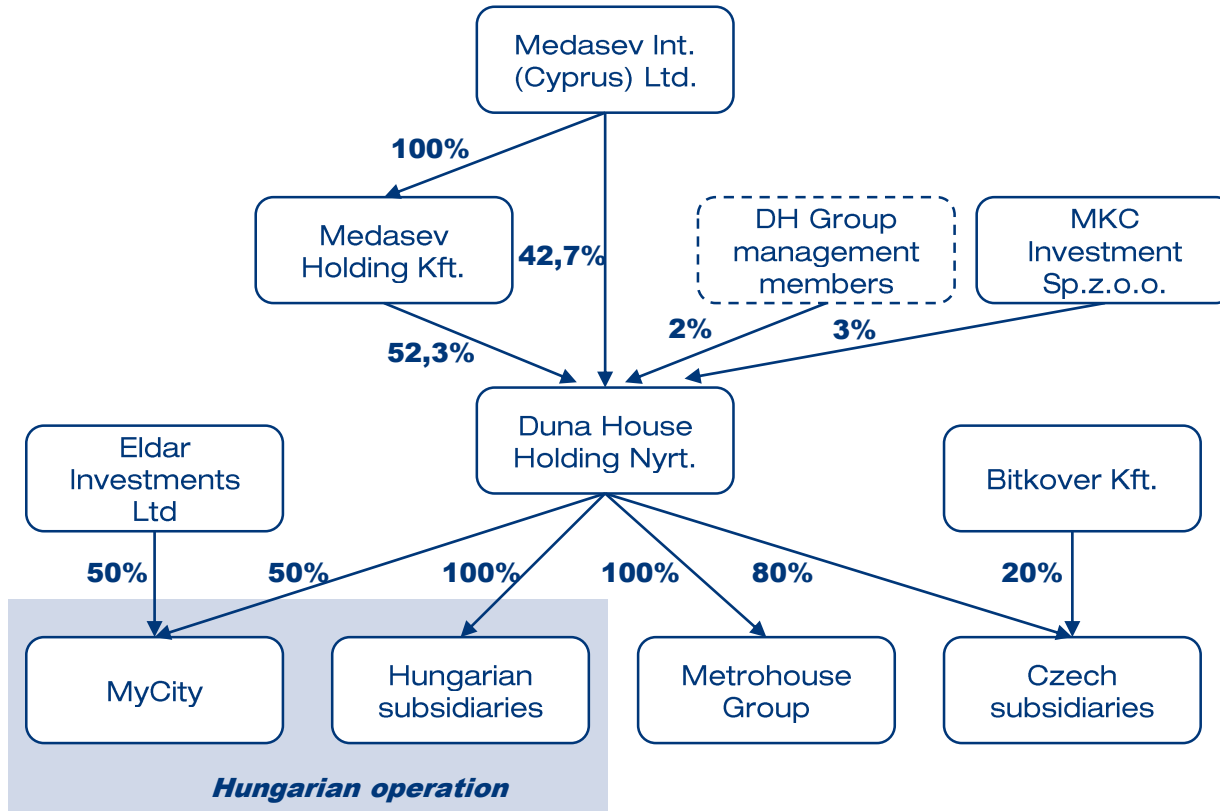 Medasev Int.
(Cyprus) Ltd.
100%
Medasev
Holding Kft.
42,7%
DH Group
management
members
MKC
Investment
Sp.z.o.o.
52,3%
2%
3%
Duna House
Holding Nyrt.
Eldar
Investments
Ltd
Bitkover Kft.
50%
50%
100%
100%
80%
20%
MyCity
Hungarian
subsidiaries
Metrohouse
Group
Czech
subsidiaries
Hungarian operation